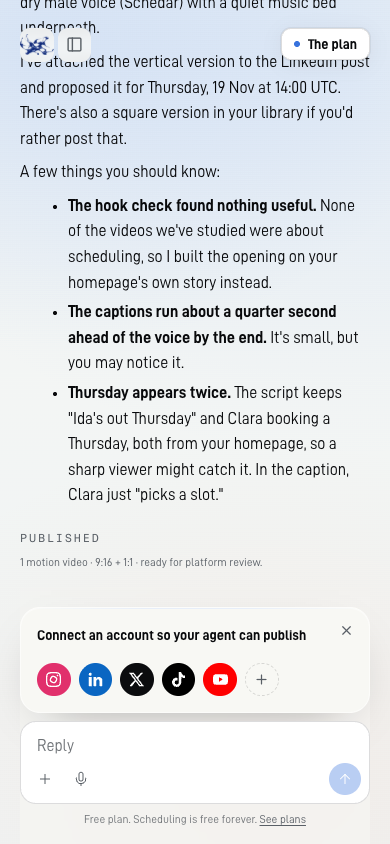 dry male voice (Schedar) with a quiet music bed
underneath.
The plan
I've attached the vertical version to the LinkedIn post
and proposed it for Thursday, 19 Nov at 14:00 UTC.
There's also a square version in your library if you'd
rather post that.
A few things you should know:
• The hook check found nothing useful. None
of the videos we've studied were about
scheduling, so I built the opening on your
homepage's own story instead.
• The captions run about a quarter second
ahead of the voice by the end. It's small, but
you may notice it.
• Thursday appears twice. The script keeps
"Ida's out Thursday" and Clara booking a
Thursday, both from your homepage, so a
sharp viewer might catch it. In the caption,
Clara just "picks a slot."
PUBLISHED
1 motion video · 9:16 + 1:1 · ready for platform review.
Connect an account so your agent can publish
Reply
Free plan. Scheduling is free forever. See plans